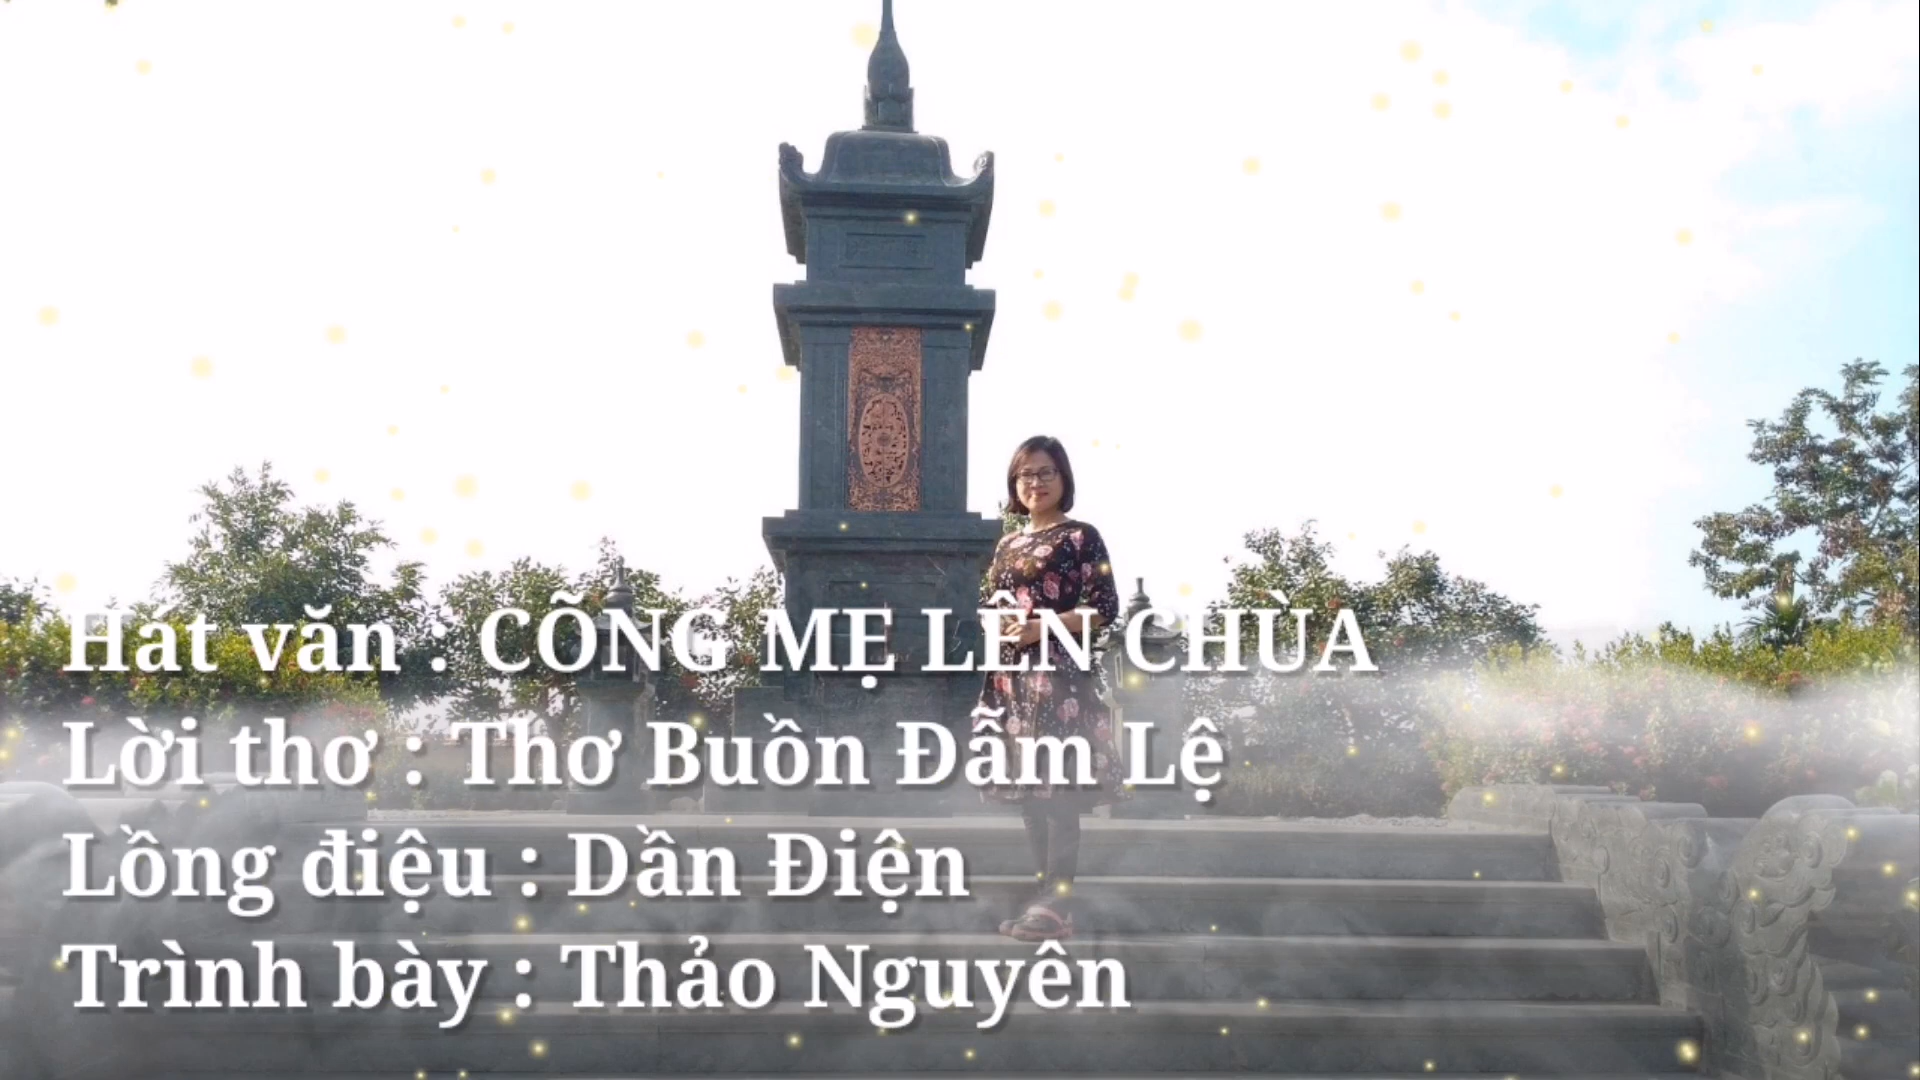 Hát văn : CÕNG MẸ LÊN CHÙA
Lời thơ : Thơ Buồn Đẫm Lệ
Lồng điệu : Dần Điện
Trình bày : Thảo Nguyên